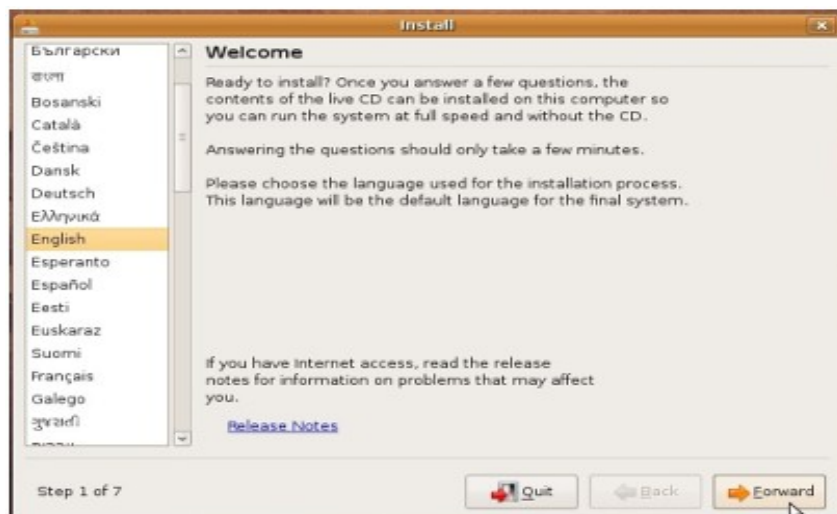 Install
Български
বাংলা
Bosanski
Català
Čeština
Dansk
Deutsch
Ελληνικά
English
Esperanto
Español
Eesti
Euskaraz
Suomi
Français
Galego
ગુજરાતી
Welcome
Ready to install? Once you answer a few questions, the
contents of the live CD can be installed on this computer so
you can run the system at full speed and without the CD.
Answering the questions should only take a few minutes.
Please choose the language used for the installation process.
This language will be the default language for the final system.
If you have Internet access, read the release
notes for information on problems that may affect
you.
Release Notes
Step 1 of 7
Quit
Back
Forward